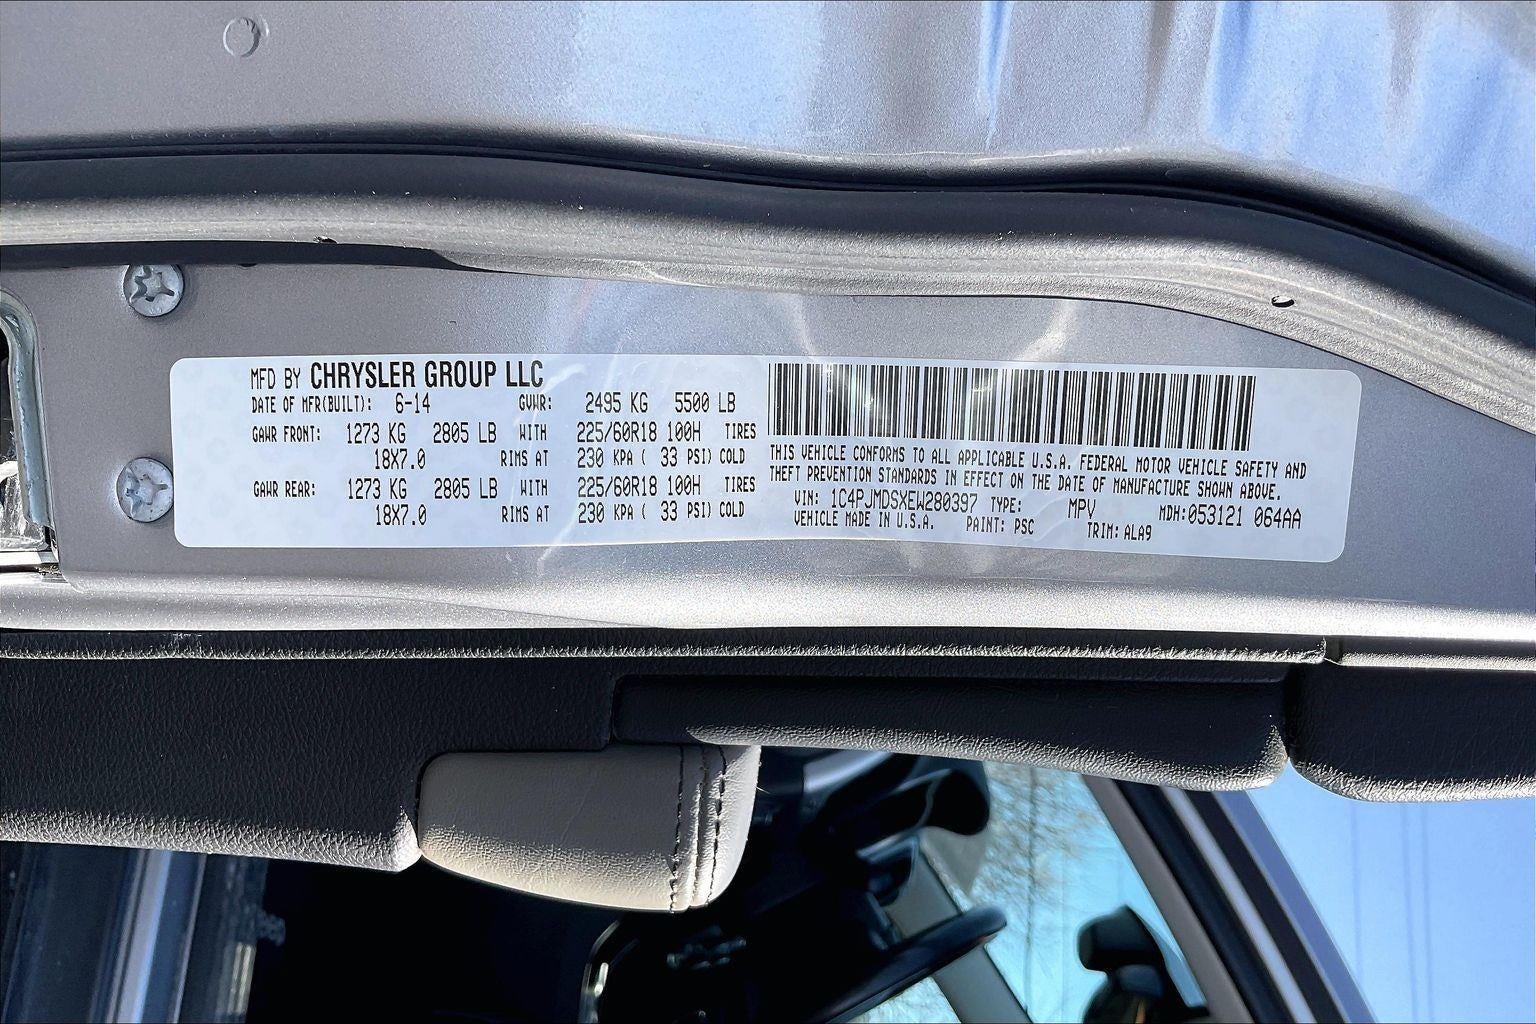 MFD BY CHRYSLER GROUP LLC
DATE OF MFR(BUILT): 6-14 GVWR: 2495 KG 5500 LB
GAWR FRONT: 1273 KG 2805 LB WITH 225/60R18 100H TIRES
18X7.0 RIMS AT 230 KPA ( 33 PSI) COLD
GAWR REAR: 1273 KG 2805 LB WITH 225/60R18 100H TIRES
18X7.0 RIMS AT 230 KPA ( 33 PSI) COLD
THIS VEHICLE CONFORMS TO ALL APPLICABLE U.S.A. FEDERAL MOTOR VEHICLE SAFETY AND
THEFT PREVENTION STANDARDS IN EFFECT ON THE DATE OF MANUFACTURE SHOWN ABOVE.
VIN: 1C4PJMDSXEW280397 TYPE: MPV MDH:053121 064AA
VEHICLE MADE IN U.S.A. PAINT: PSC TRIM: ALA9